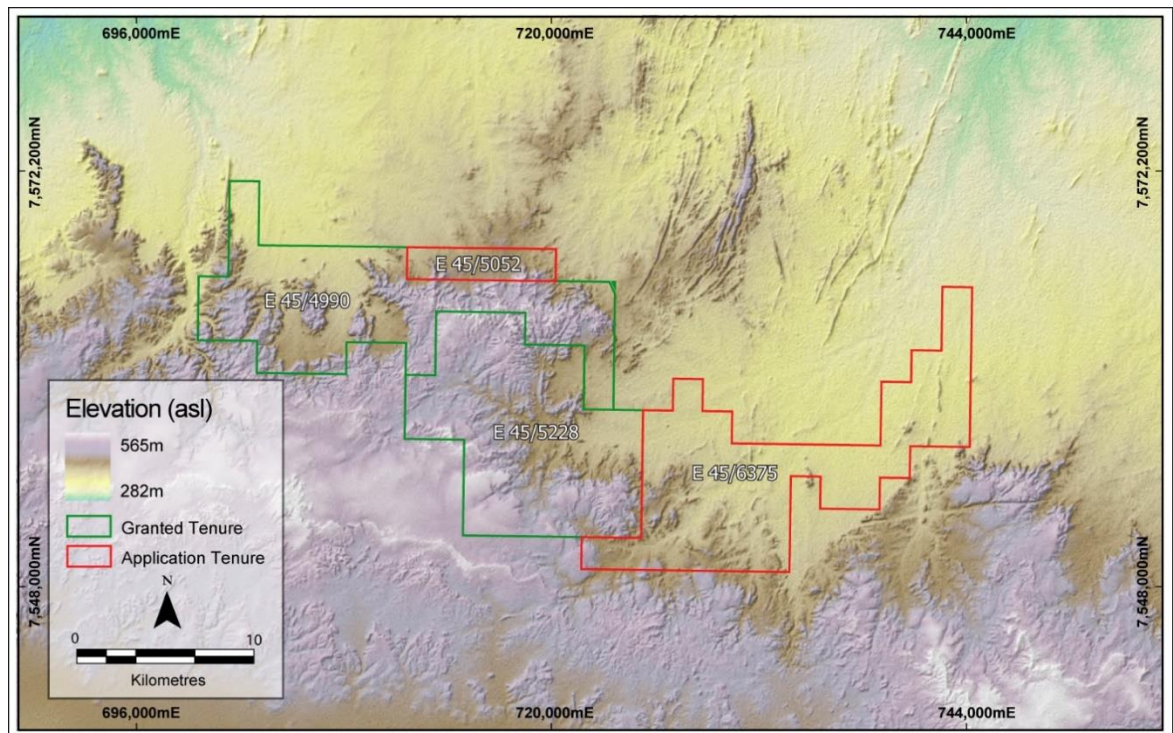 696,000mE
720,000mE
744,000mE
7,572,200mN
7,572,200mN
E 45/5052
E 45/4990
E 45/5228
E 45/6375
Elevation (asl)
565m
282m
Granted Tenure
Application Tenure
N
0 10
Kilometres
7,548,000mN
7,548,000mN
696,000mE
720,000mE
744,000mE